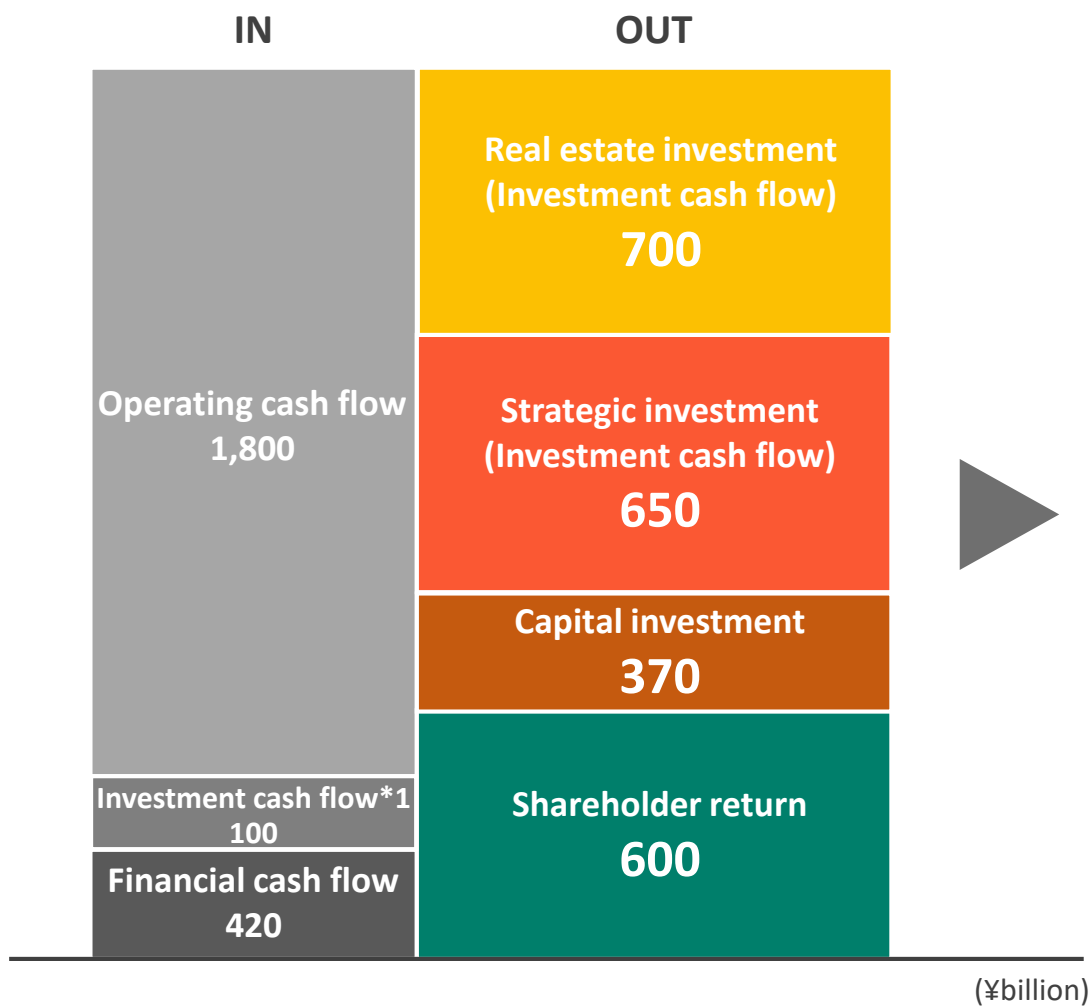 IN
OUT
Operating cash flow
1,800
Investment cash flow*1
100
Financial cash flow
420
Real estate investment
(Investment cash flow)
700
Strategic investment
(Investment cash flow)
650
Capital investment
370
Shareholder return
600
(¥billion)